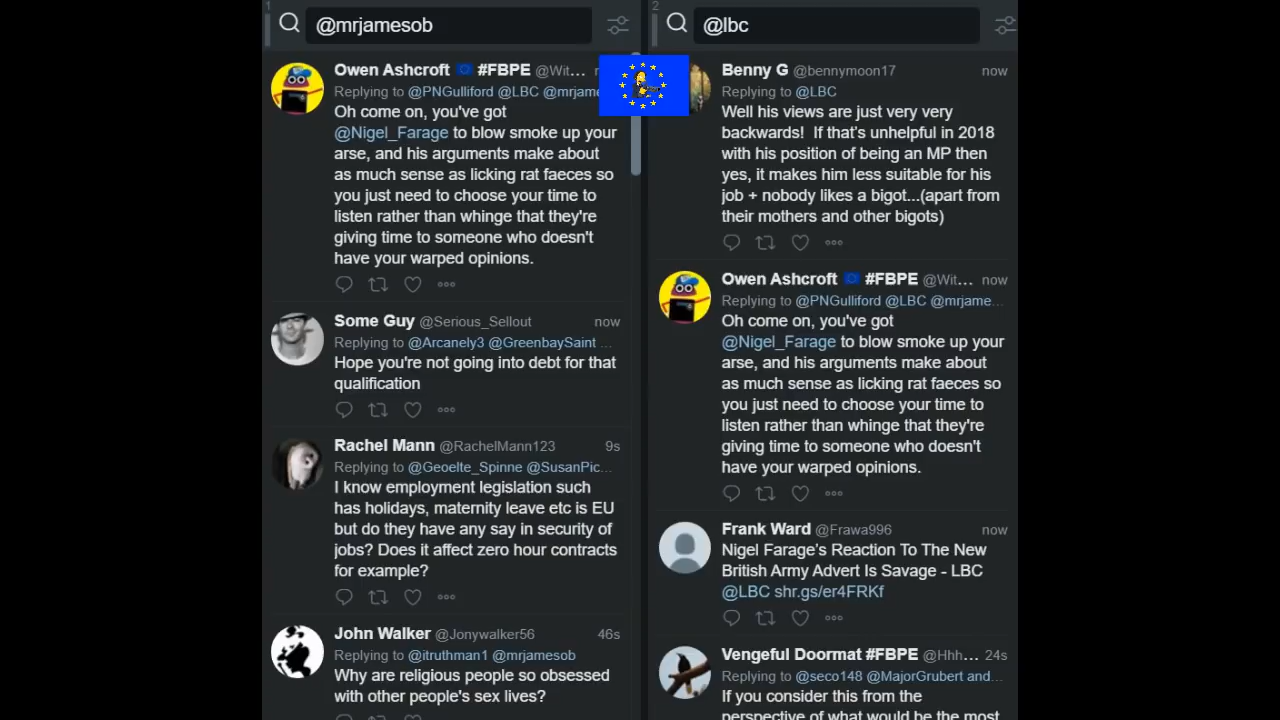 1
@mrjamesob
Owen Ashcroft #FBPE @Wit...
Replying to @PNGulliford @LBC @mrjame
Oh come on, you've got
@Nigel_Farage to blow smoke up your
arse, and his arguments make about
as much sense as licking rat faeces so
you just need to choose your time to
listen rather than whinge that they're
giving time to someone who doesn't
have your warped opinions.
Some Guy @Serious_Sellout now
Replying to @Arcanely3 @GreenbaySaint ...
Hope you're not going into debt for that
qualification
Rachel Mann @RachelMann123 9s
Replying to @Geoelte_Spinne @SusanPic...
I know employment legislation such
has holidays, maternity leave etc is EU
but do they have any say in security of
jobs? Does it affect zero hour contracts
for example?
John Walker @Jonywalker56 46s
Replying to @itruthman1 @mrjamesob
Why are religious people so obsessed
with other people's sex lives?
2
@lbc
Benny G @bennymoon17 now
Replying to @LBC
Well his views are just very very
backwards! If that's unhelpful in 2018
with his position of being an MP then
yes, it makes him less suitable for his
job + nobody likes a bigot...(apart from
their mothers and other bigots)
Owen Ashcroft #FBPE @Wit... now
Replying to @PNGulliford @LBC @mrjame...
Oh come on, you've got
@Nigel_Farage to blow smoke up your
arse, and his arguments make about
as much sense as licking rat faeces so
you just need to choose your time to
listen rather than whinge that they're
giving time to someone who doesn't
have your warped opinions.
Frank Ward @Frawa996 now
Nigel Farage's Reaction To The New
British Army Advert Is Savage - LBC
@LBC shr.gs/er4FRKf
Vengeful Doormat #FBPE @Hhh... 24s
Replying to @seco148 @MajorGrubert and...
If you consider this from the
perspective of what would be the most